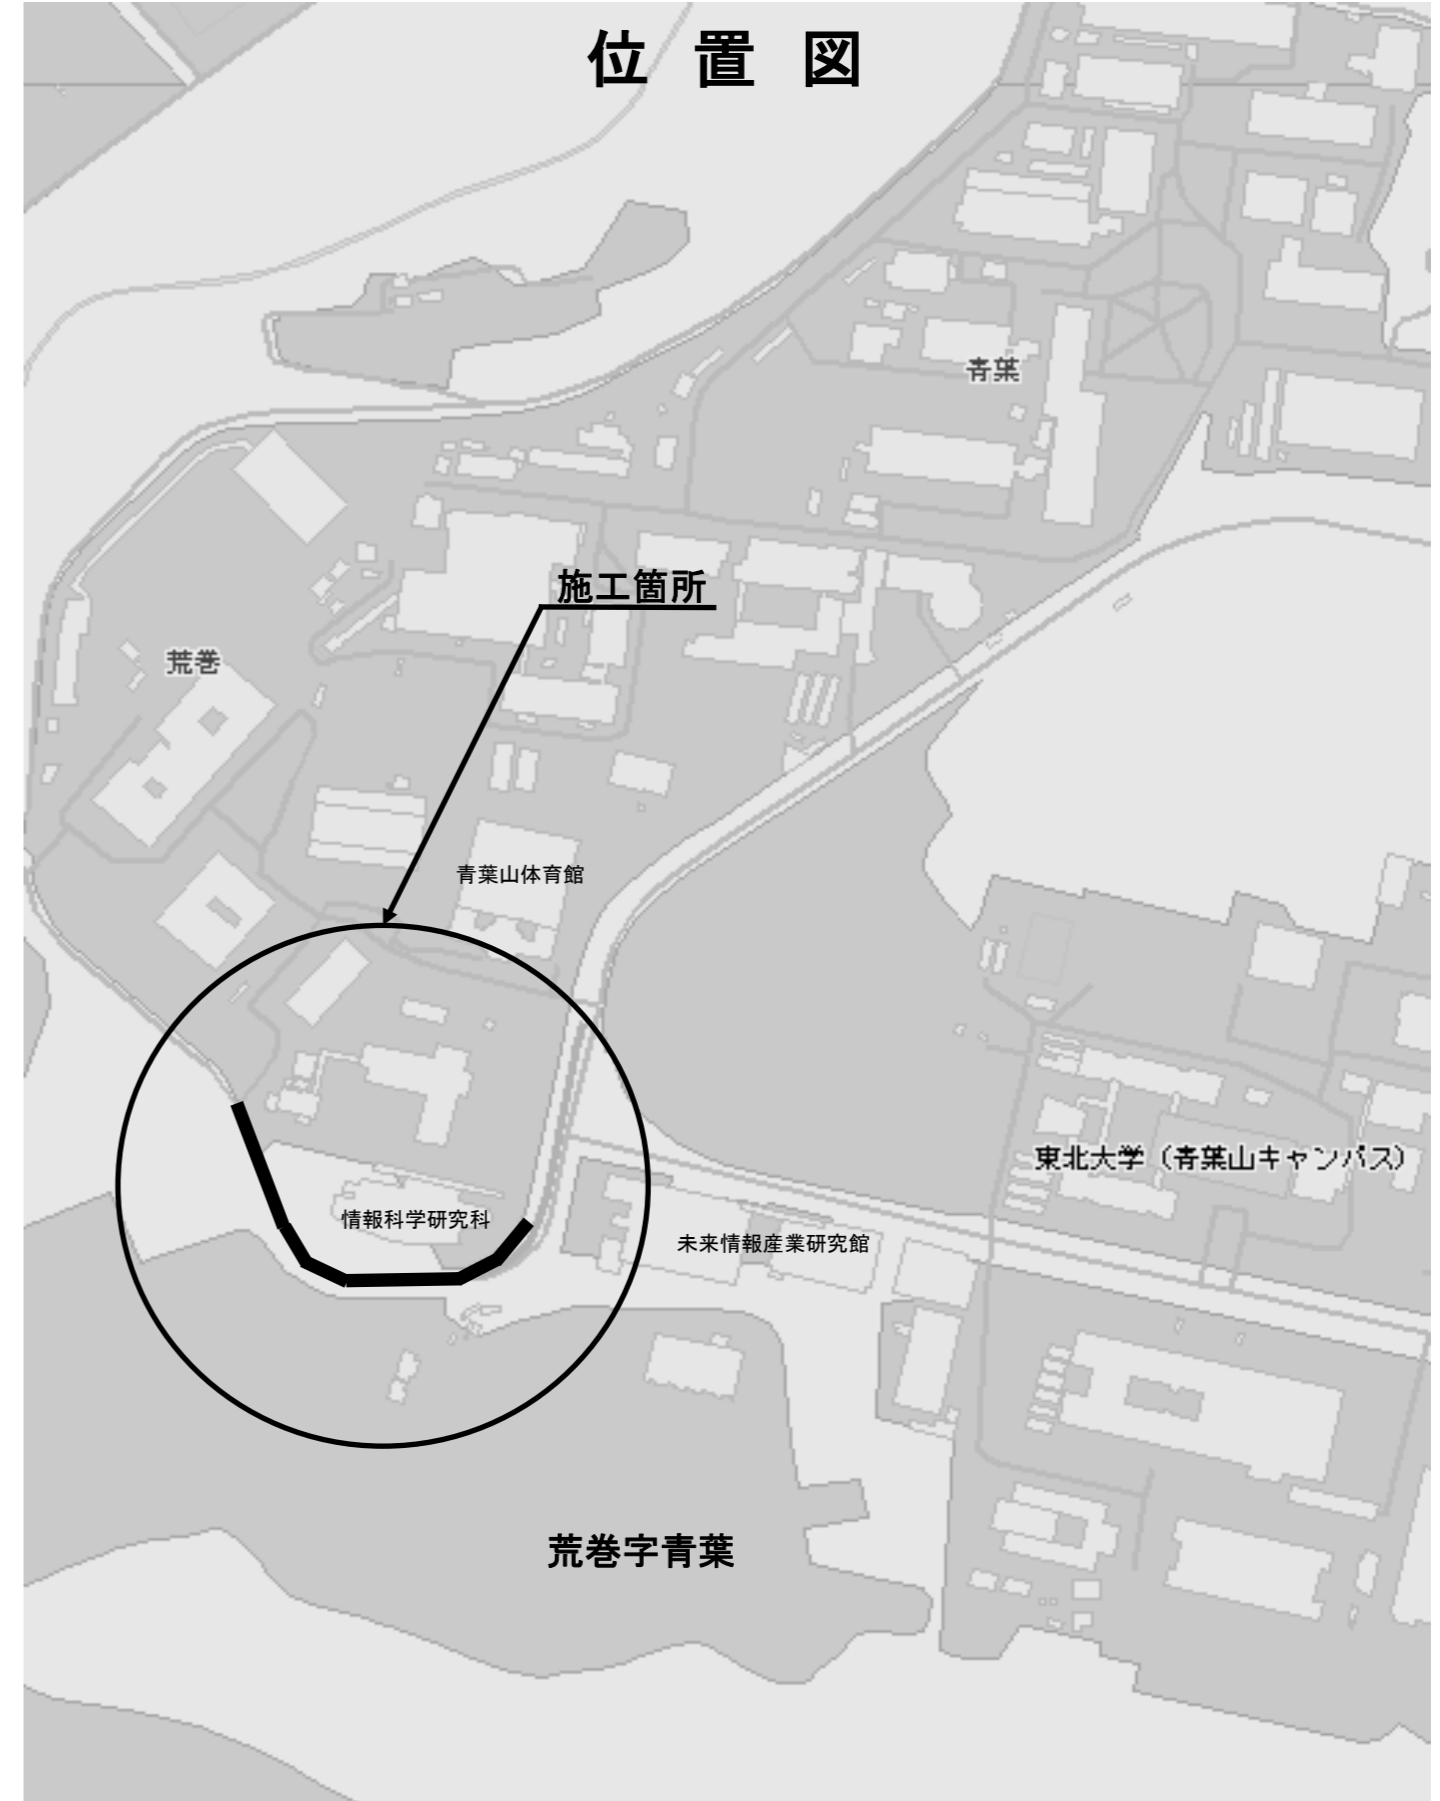 位置図
青葉
施工箇所
荒巻
青葉山体育館
東北大学（青葉山キャンパス）
情報科学研究科
未来情報産業研究館
荒巻字青葉